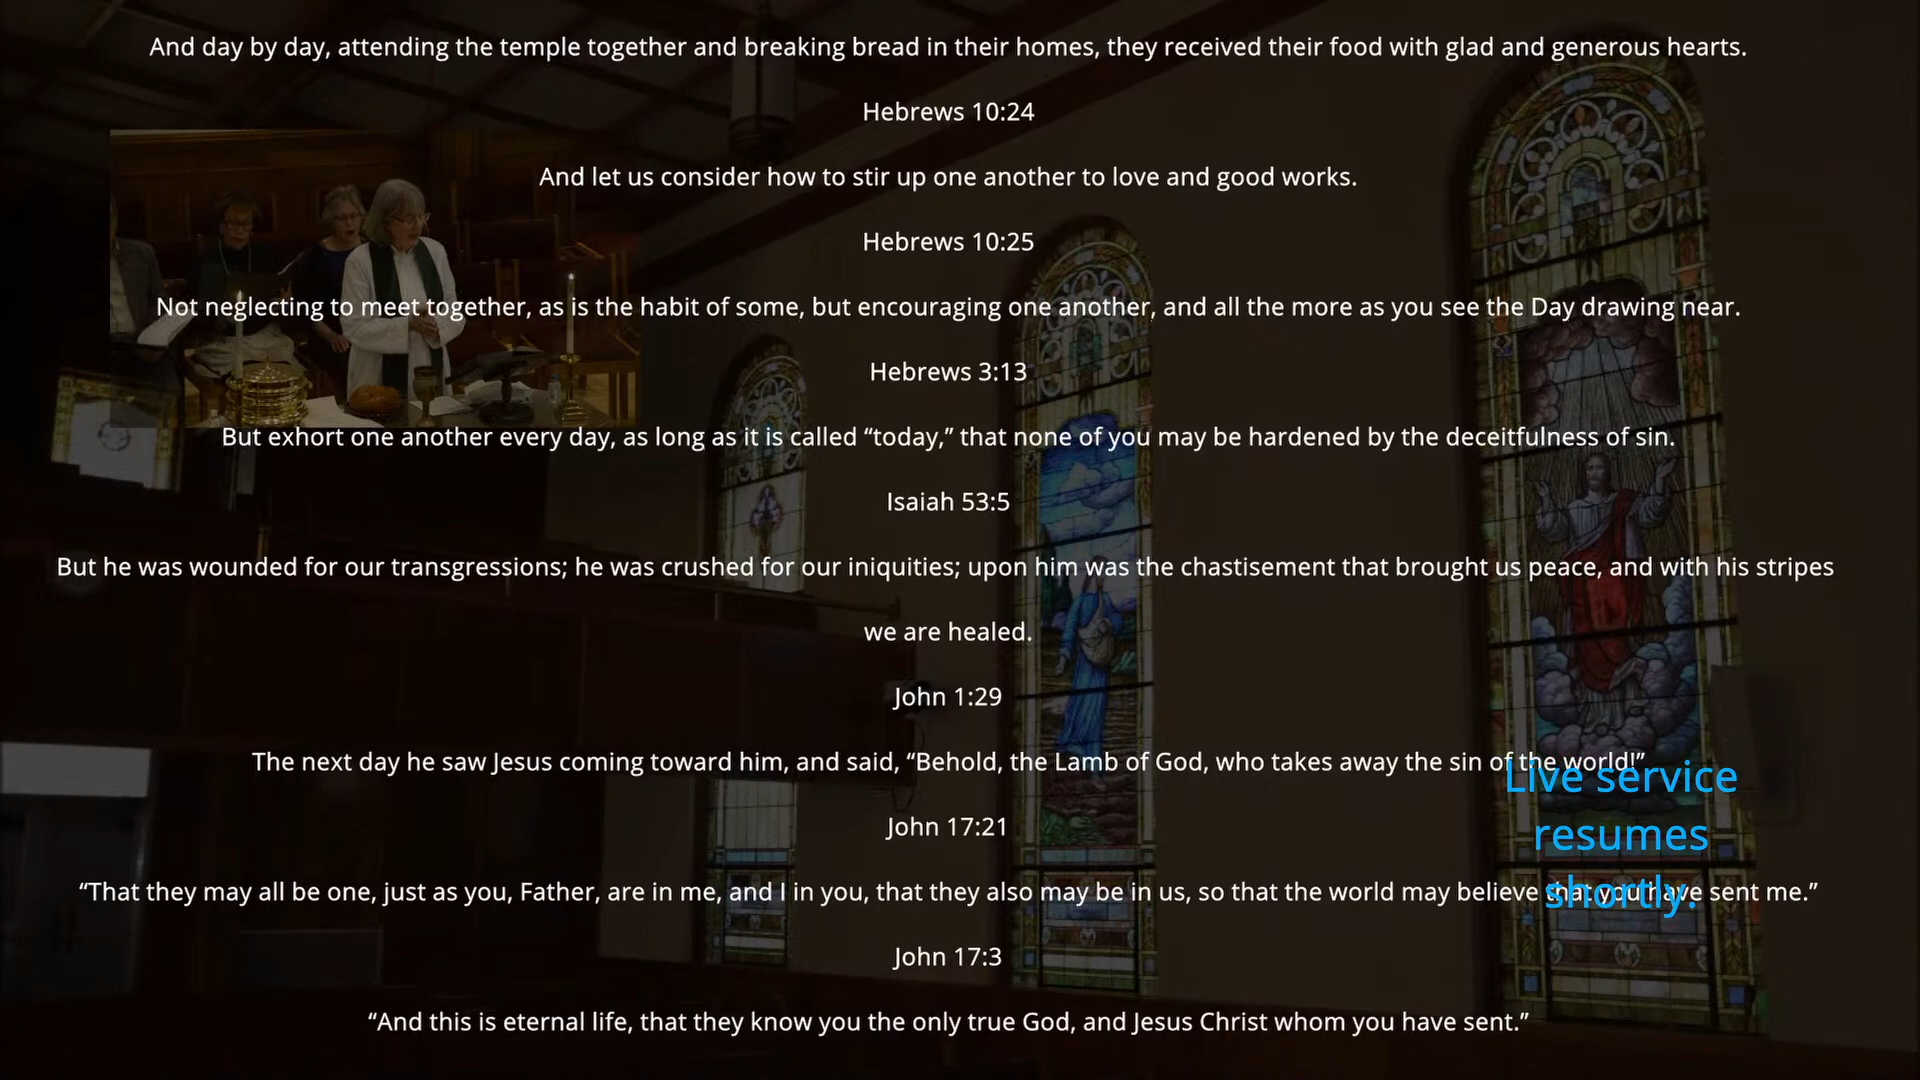 And day by day, attending the temple together and breaking bread in their homes, they received their food with glad and generous hearts.
Hebrews 10:24
And let us consider how to stir up one another to love and good works.
Hebrews 10:25
Not neglecting to meet together, as is the habit of some, but encouraging one another, and all the more as you see the Day drawing near.
Hebrews 3:13
But exhort one another every day, as long as it is called “today,” that none of you may be hardened by the deceitfulness of sin.
Isaiah 53:5
But he was wounded for our transgressions; he was crushed for our iniquities; upon him was the chastisement that brought us peace, and with his stripes
we are healed.
John 1:29
The next day he saw Jesus coming toward him, and said, “Behold, the Lamb of God, who takes away the sin of the world!”
John 17:21
“That they may all be one, just as you, Father, are in me, and I in you, that they also may be in us, so that the world may believe that you have sent me.”
John 17:3
“And this is eternal life, that they know you the only true God, and Jesus Christ whom you have sent.”
Live service
resumes
shortly.